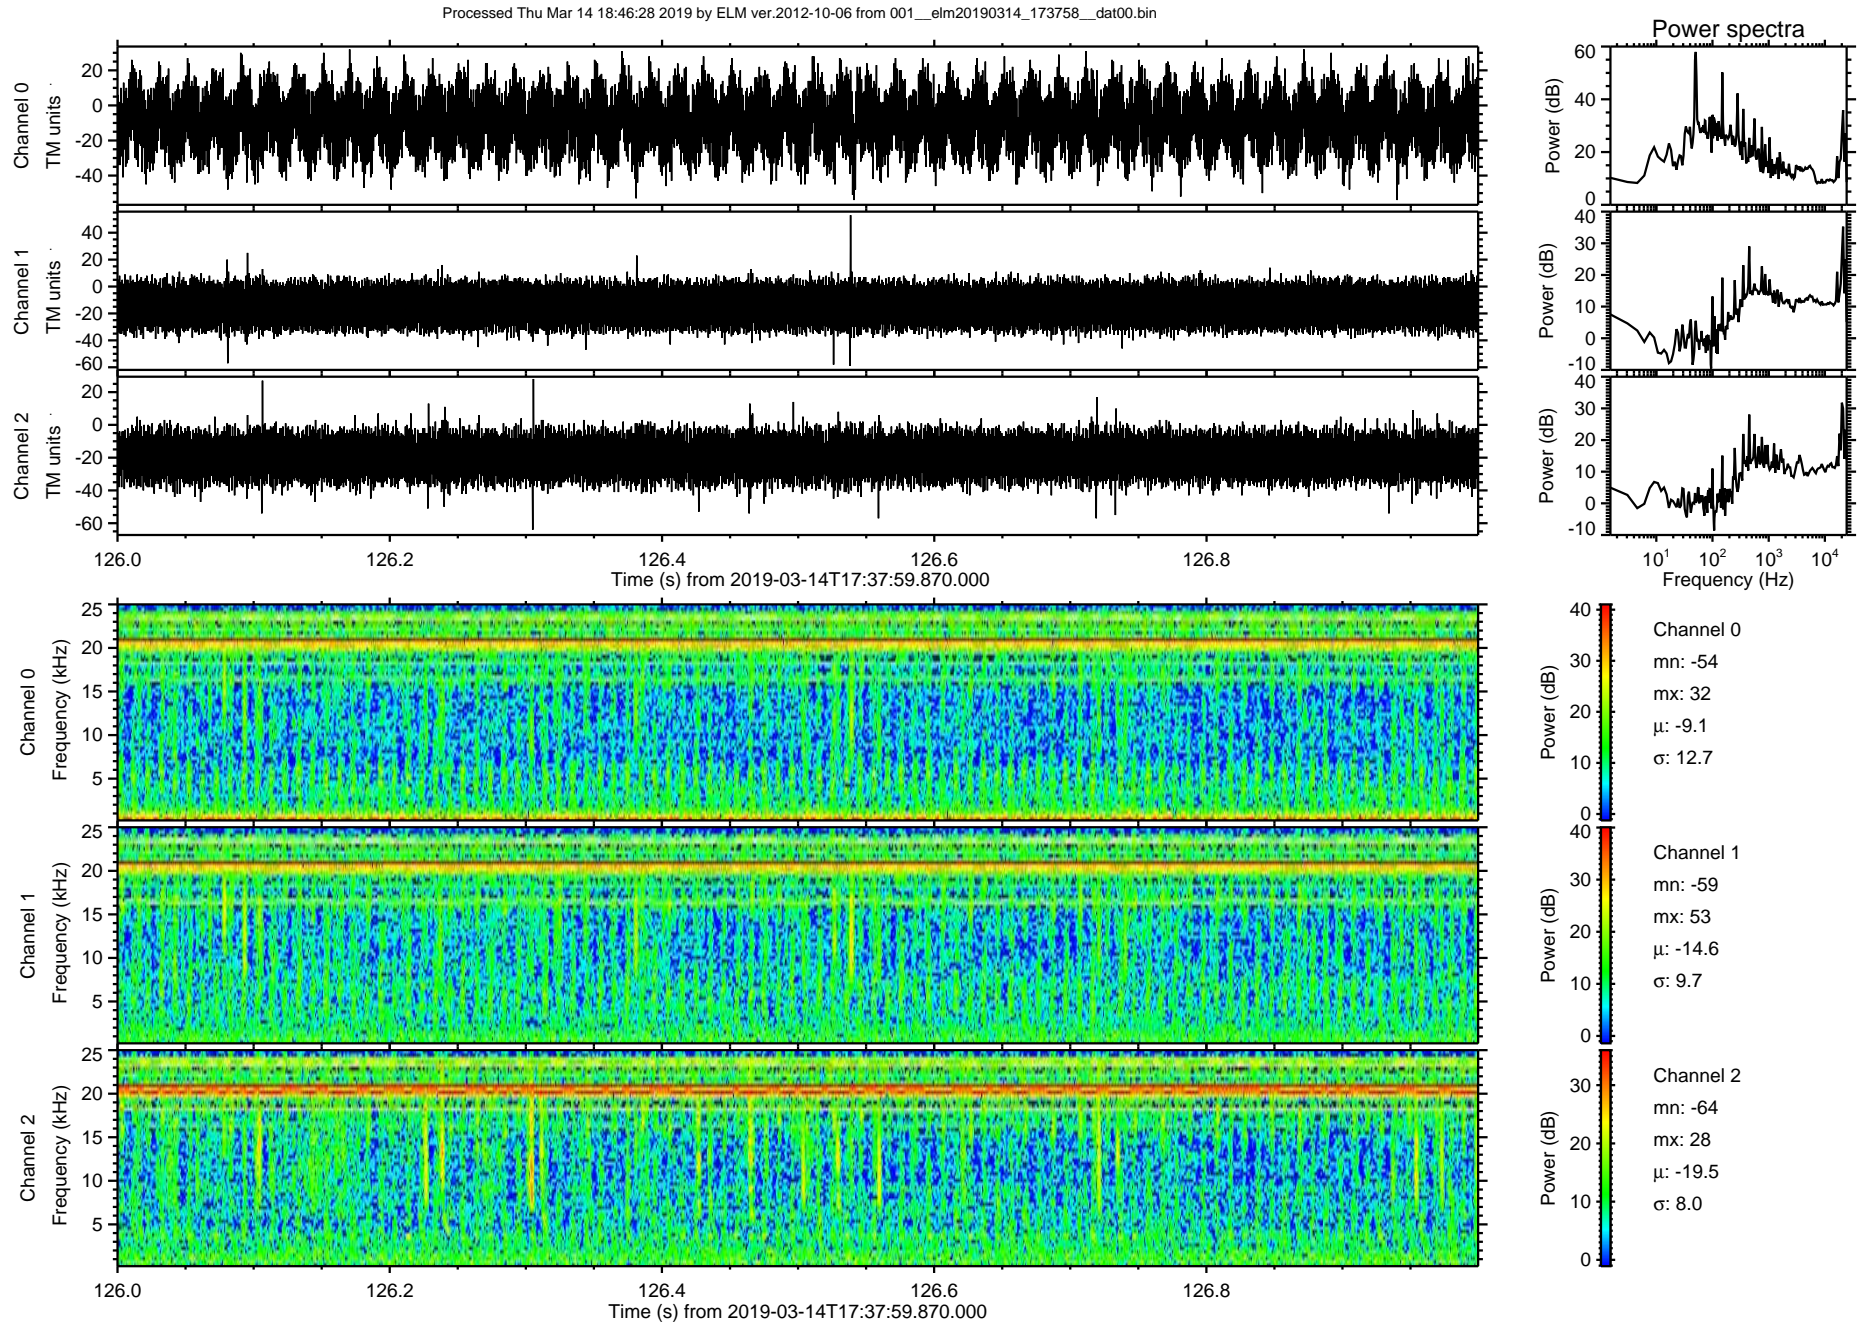 Processed Thu Mar 14 18:46:28 2019 by ELM ver.2012-10-06 from 001__elm20190314_173758__dat00.bin
Power spectra
Channel 0
TM units
20
0
-20
-40
Power (dB)
60
40
20
0
Channel 1
TM units
40
20
0
-20
-40
-60
Power (dB)
40
30
20
10
0
-10
Channel 2
TM units
20
0
-20
-40
-60
Power (dB)
40
30
20
10
0
-10
126.0 126.2 126.4 126.6 126.8
Time (s) from 2019-03-14T17:37:59.870.000
10¹ 10² 10³ 10⁴
Frequency (Hz)
Channel 0
Frequency (kHz)
25
20
15
10
5
Power (dB)
40
30
20
10
0
Channel 0
mn: -54
mx: 32
μ: -9.1
σ: 12.7
Channel 1
Frequency (kHz)
25
20
15
10
5
Power (dB)
40
30
20
10
0
Channel 1
mn: -59
mx: 53
μ: -14.6
σ: 9.7
Channel 2
Frequency (kHz)
25
20
15
10
5
Power (dB)
30
20
10
0
Channel 2
mn: -64
mx: 28
μ: -19.5
σ: 8.0
126.0 126.2 126.4 126.6 126.8
Time (s) from 2019-03-14T17:37:59.870.000